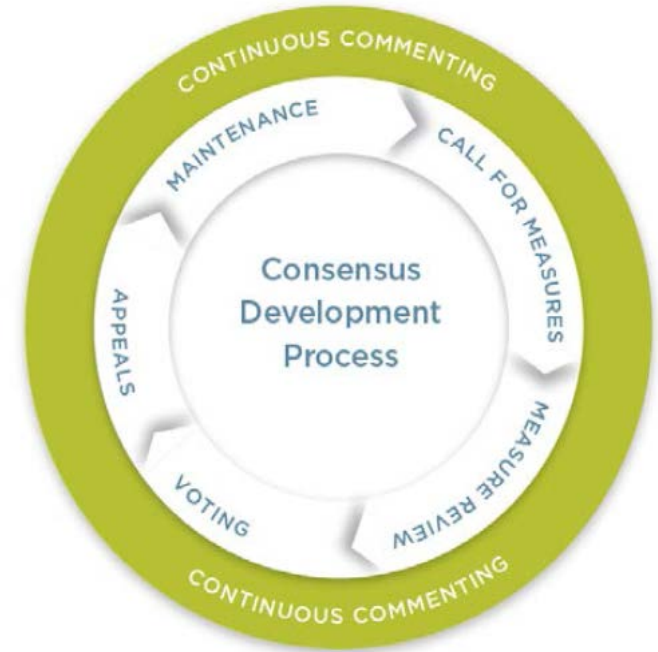 CONTINUOUS COMMENTING
MAINTENANCE
CALL FOR MEASURES
Consensus
Development
Process
APPEALS
MEASURE REVIEW
VOTING
CONTINUOUS COMMENTING